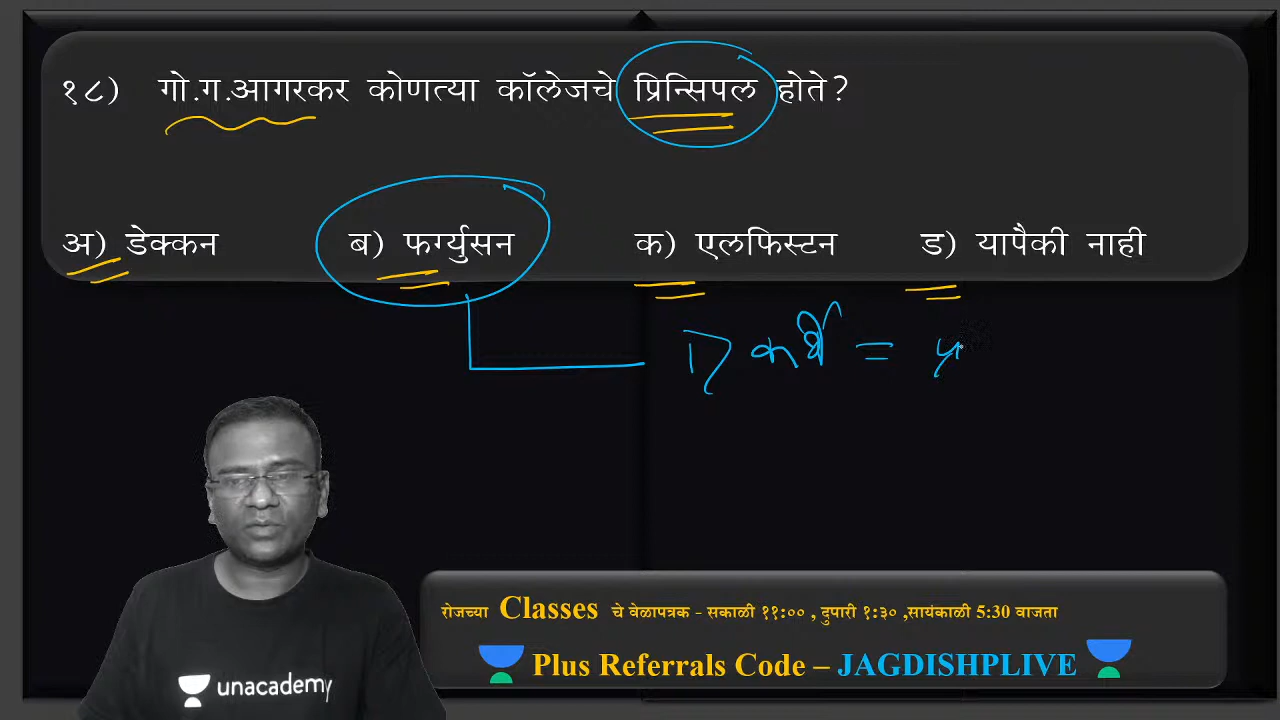 १८) गो.ग.आगरकर कोणत्या कॉलेजचे प्रिन्सिपल होते?
अ) डेक्कन ब) फर्ग्युसन क) एलफिस्टन ड) यापैकी नाही
रोजच्या Classes चे वेळापत्रक - सकाळी ११:०० , दुपारी १:३० ,सायंकाळी 5:30 वाजता
Plus Referrals Code – JAGDISHPLIVE
unacademy